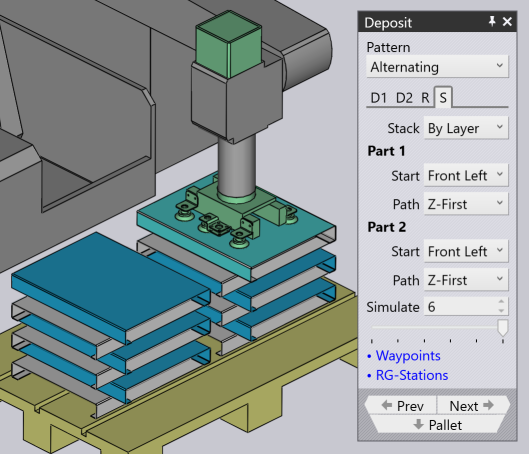 Deposit
Pattern
Alternating
D1 D2 R S
Stack By Layer
Part 1
Start Front Left
Path Z-First
Part 2
Start Front Left
Path Z-First
Simulate 6
• Waypoints
• RG-Stations
Prev Next
Pallet